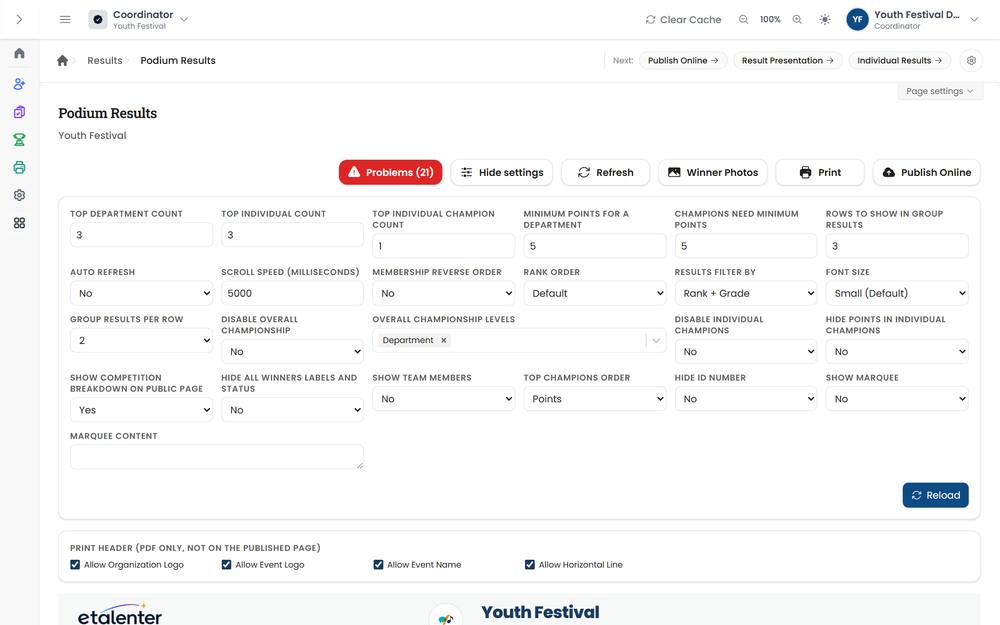 Coordinator
Youth Festival
Clear Cache
100%
YF
Youth Festival D...
Coordinator
Results
Podium Results
Next:
Publish Online →
Result Presentation →
Individual Results →
Page settings
Podium Results
Youth Festival
Problems (21)
Hide settings
Refresh
Winner Photos
Print
Publish Online
TOP DEPARTMENT COUNT
3
TOP INDIVIDUAL COUNT
3
TOP INDIVIDUAL CHAMPION
COUNT
1
MINIMUM POINTS FOR A
DEPARTMENT
5
CHAMPIONS NEED MINIMUM
POINTS
5
ROWS TO SHOW IN GROUP
RESULTS
3
AUTO REFRESH
No
SCROLL SPEED (MILLISECONDS)
5000
MEMBERSHIP REVERSE ORDER
No
RANK ORDER
Default
RESULTS FILTER BY
Rank + Grade
FONT SIZE
Small (Default)
GROUP RESULTS PER ROW
2
DISABLE OVERALL
CHAMPIONSHIP
No
OVERALL CHAMPIONSHIP LEVELS
Department ×
DISABLE INDIVIDUAL
CHAMPIONS
No
HIDE POINTS IN INDIVIDUAL
CHAMPIONS
No
SHOW COMPETITION
BREAKDOWN ON PUBLIC PAGE
Yes
HIDE ALL WINNERS LABELS AND
STATUS
No
SHOW TEAM MEMBERS
No
TOP CHAMPIONS ORDER
Points
HIDE ID NUMBER
No
SHOW MARQUEE
No
MARQUEE CONTENT
Reload
PRINT HEADER (PDF ONLY, NOT ON THE PUBLISHED PAGE)
Allow Organization Logo
Allow Event Logo
Allow Event Name
Allow Horizontal Line
etalenter
Youth Festival